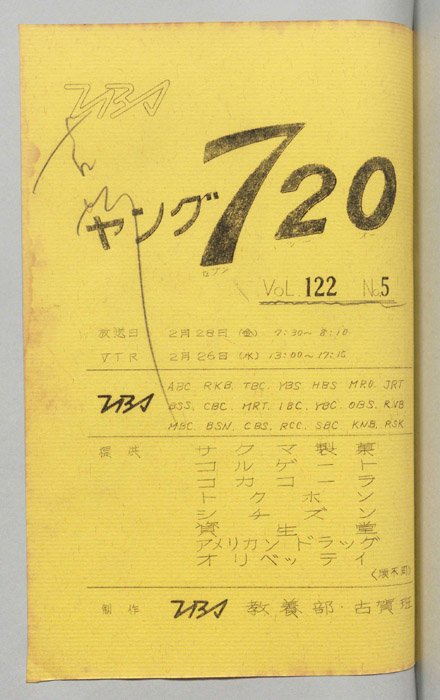 TBS
ヤング720
セブン ツー オー
VOL. 122 No.5
放送日 2月28日(金) 7:30〜8:10
VTR 2月26日(水) 13:00〜17:15
TBS
ABC. RKB. TBC. YBS. HBS MRO. JRT
BSS. CBC. MRT. IBC. YBC. OBS. RNB
MBC BSN. CBS. RCC. SBC KNB. RSK
提供
サクマ製菓
コルゲート
コカコーラ
トクホン
シチズン
資生堂
アメリカンドラッグ
オリベッティ
(順不同)
制作 TBS 教養部・古賀班